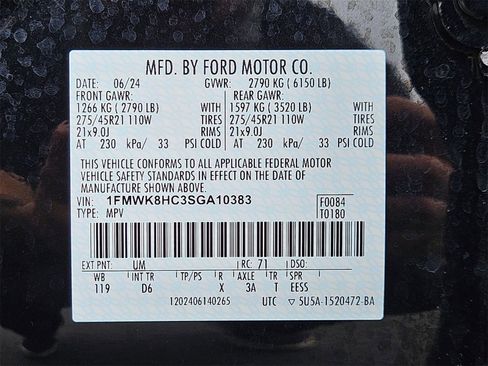 MFD. BY FORD MOTOR CO.
DATE: 06/24 GVWR: 2790 KG ( 6150 LB)
FRONT GAWR: REAR GAWR:
1266 KG ( 2790 LB) WITH 1597 KG ( 3520 LB) WITH
275/45R21 110W TIRES 275/45R21 110W TIRES
21x9.0J RIMS 21x9.0J RIMS
AT 230 kPa/ 33 PSI COLD AT 230 kPa/ 33 PSI COLD
THIS VEHICLE CONFORMS TO ALL APPLICABLE FEDERAL MOTOR
VEHICLE SAFETY STANDARDS IN EFFECT ON THE DATE OF
MANUFACTURE SHOWN ABOVE.
VIN: 1FMWK8HC3SGA10383 F0084
TYPE: MPV T0180
EXT PNT: UM RC: 71 DSO:
WB INT TR TP/PS R AXLE TR SPR
119 D6 X 3A T EESS
1202406140265 UTC ▽ 5U5A-1520472-BA